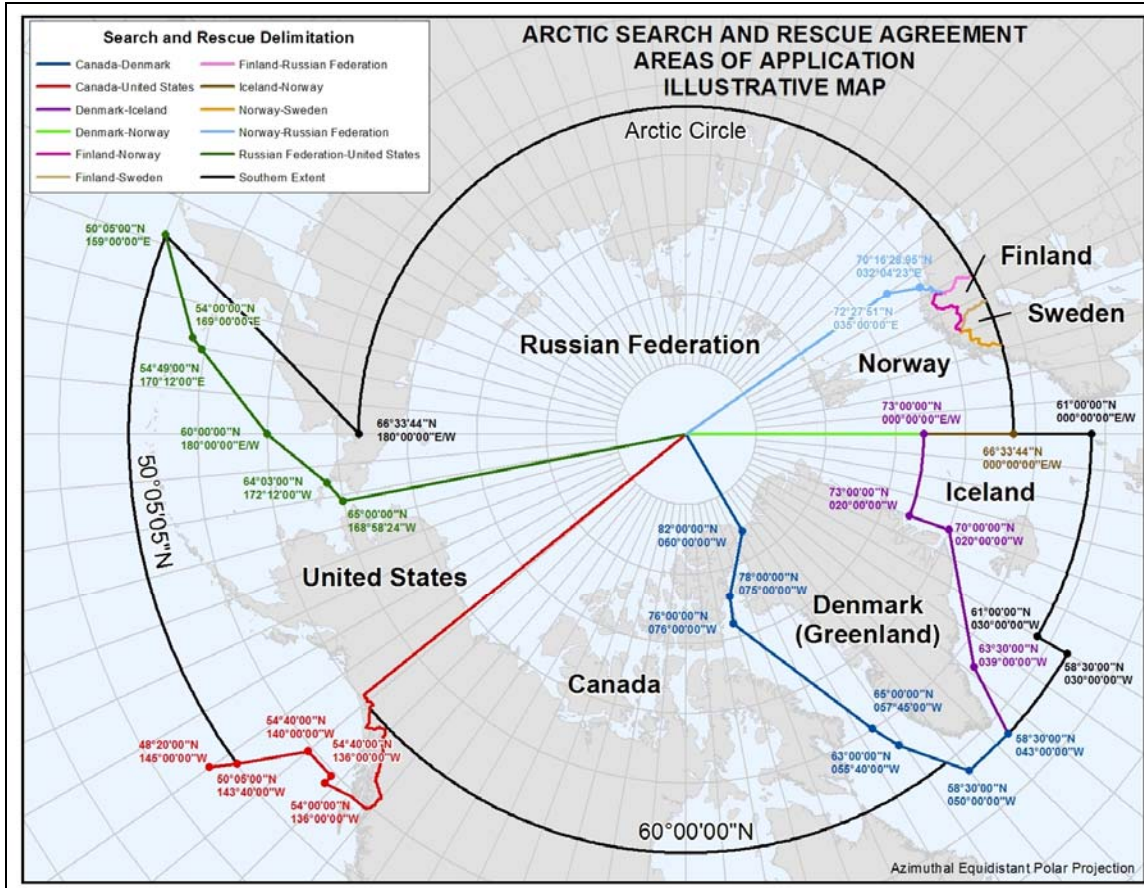 ARCTIC SEARCH AND RESCUE AGREEMENT
AREAS OF APPLICATION
ILLUSTRATIVE MAP
Search and Rescue Delimitation
Canada-Denmark
Canada-United States
Denmark-Iceland
Denmark-Norway
Finland-Norway
Finland-Sweden
Finland-Russian Federation
Iceland-Norway
Norway-Sweden
Norway-Russian Federation
Russian Federation-United States
Southern Extent
Arctic Circle
50°05'00"N
159°00'00"E
54°00'00"N
169°00'00"E
54°49'00"N
170°12'00"E
60°00'00"N
180°00'00"E/W
64°03'00"N
172°12'00"W
65°00'00"N
168°58'24"W
66°33'44"N
180°00'00"E/W
70°16'28.95"N
032°04'23"E
72°27'51"N
035°00'00"E
Finland
Sweden
Norway
Russian Federation
73°00'00"N
000°00'00"E/W
61°00'00"N
000°00'00"E/W
66°33'44"N
000°00'00"E/W
Iceland
73°00'00"N
020°00'00"W
70°00'00"N
020°00'00"W
50°05'05"N
United States
82°00'00"N
060°00'00"W
78°00'00"N
075°00'00"W
76°00'00"N
076°00'00"W
Denmark
(Greenland)
61°00'00"N
030°00'00"W
63°30'00"N
039°00'00"W
58°30'00"N
030°00'00"W
Canada
65°00'00"N
057°45'00"W
63°00'00"N
055°40'00"W
58°30'00"N
043°00'00"W
58°30'00"N
050°00'00"W
48°20'00"N
145°00'00"W
54°40'00"N
140°00'00"W
54°40'00"N
136°00'00"W
50°05'00"N
143°40'00"W
54°00'00"N
136°00'00"W
60°00'00"N
Azimuthal Equidistant Polar Projection